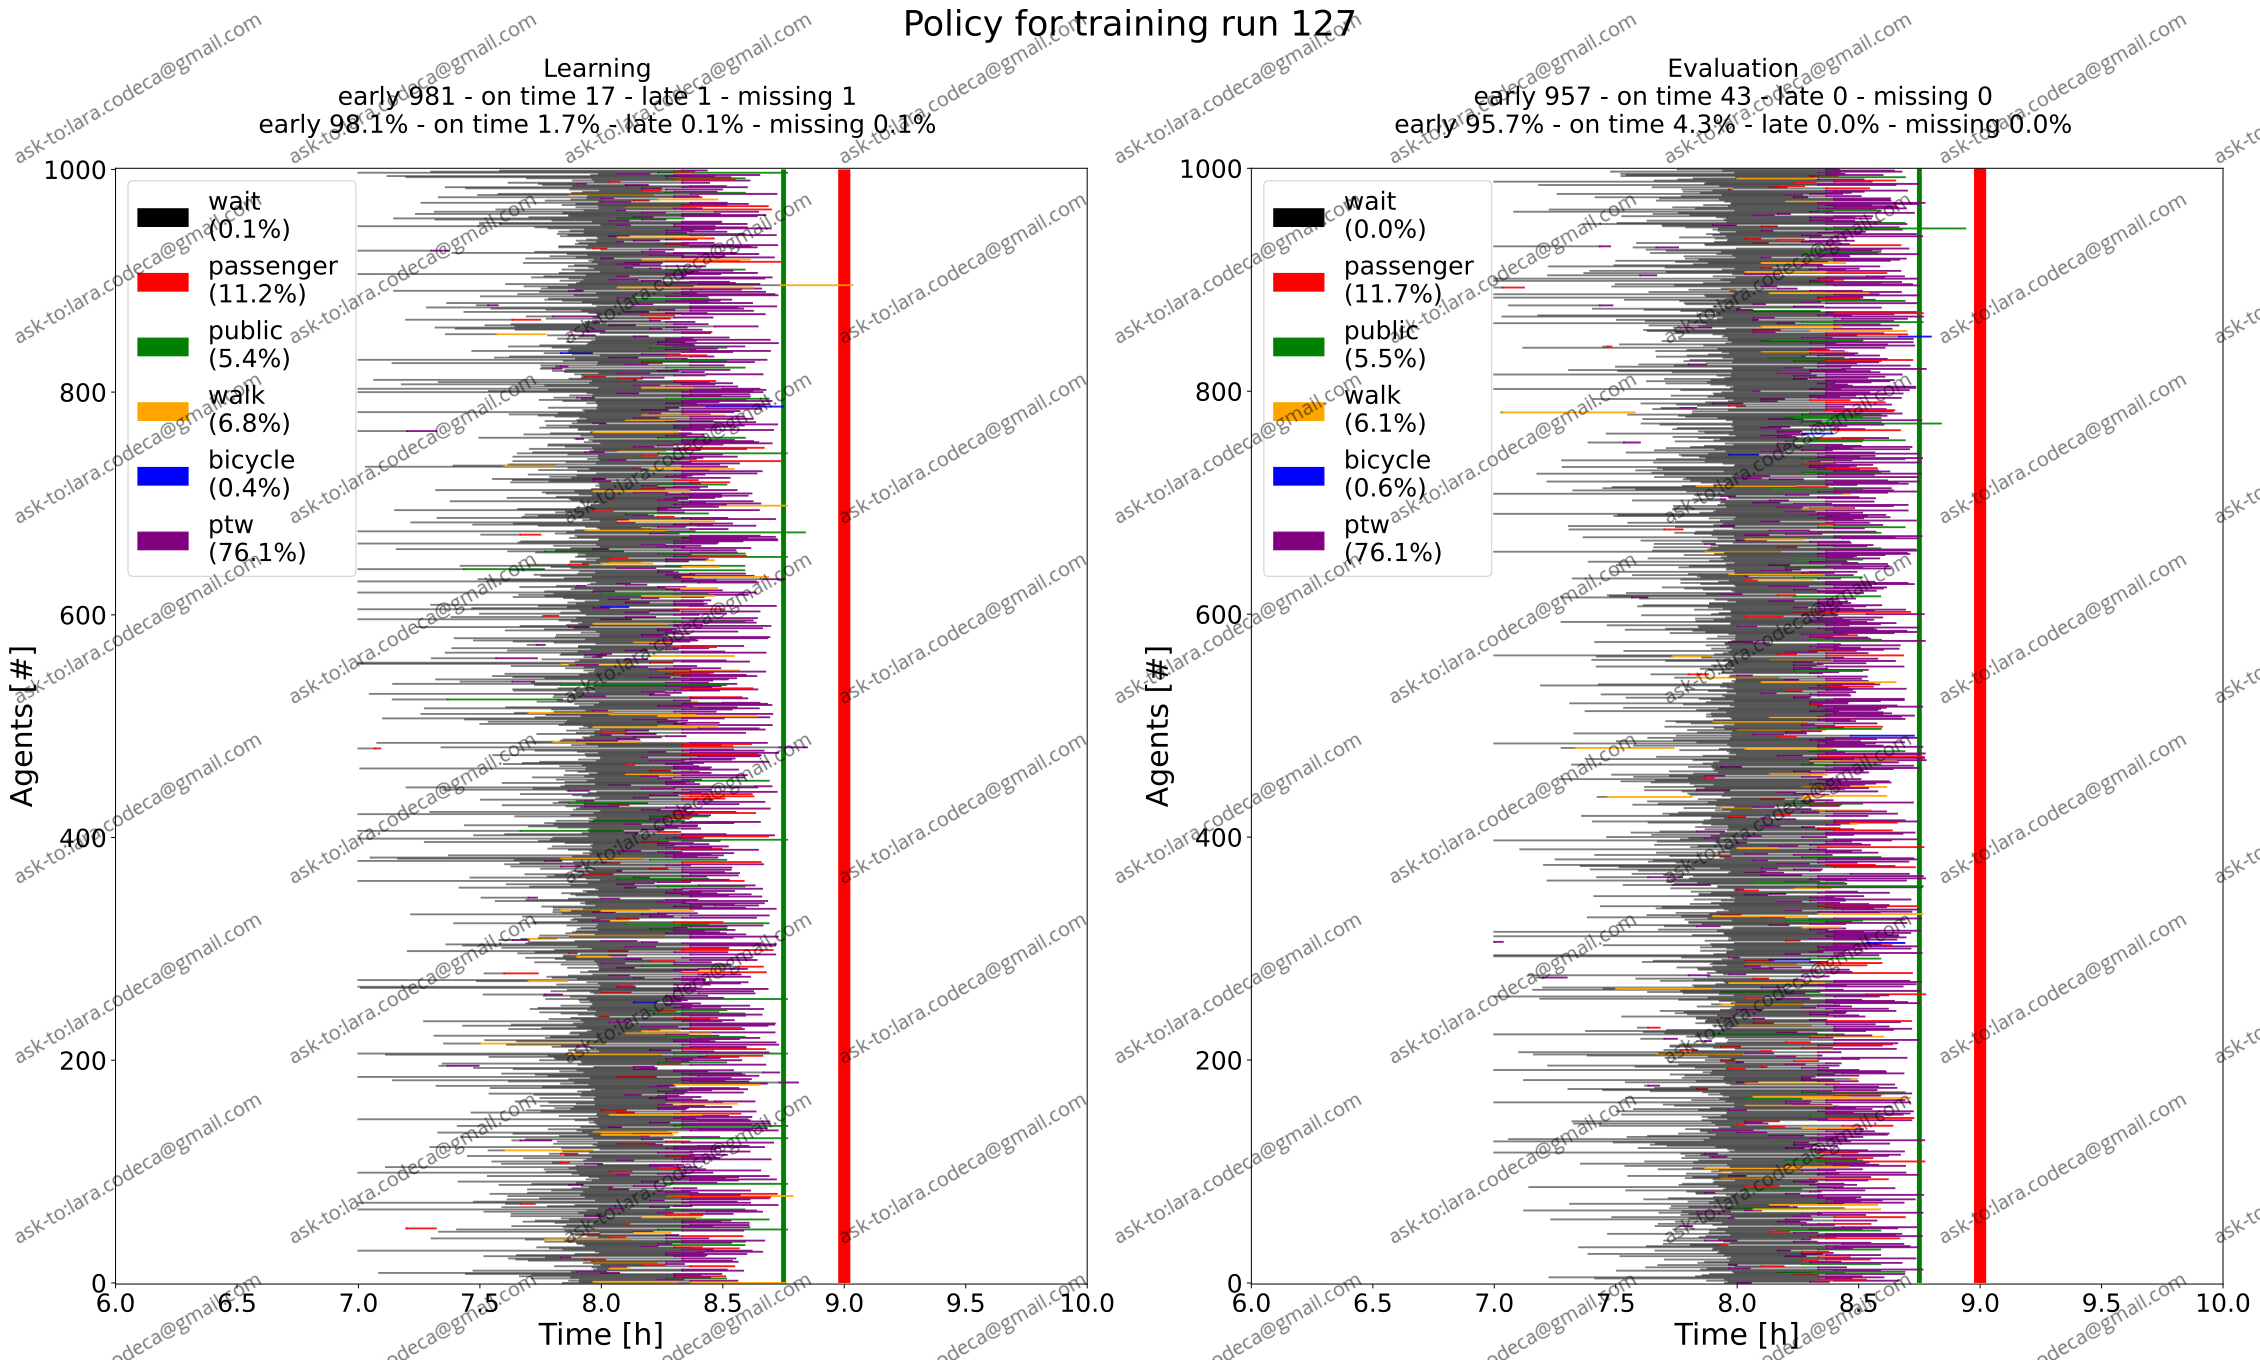 Policy for training run 127
Learning
early 981 - on time 17 - late 1 - missing 1
early 98.1% - on time 1.7% - late 0.1% - missing 0.1%
1000
800
600
400
200
0
Agents [#]
wait
(0.1%)
passenger
(11.2%)
public
(5.4%)
walk
(6.8%)
bicycle
(0.4%)
ptw
(76.1%)
6.0 6.5 7.0 7.5 8.0 8.5 9.0 9.5 10.0
Time [h]
Evaluation
early 957 - on time 43 - late 0 - missing 0
early 95.7% - on time 4.3% - late 0.0% - missing 0.0%
1000
800
600
400
200
0
Agents [#]
wait
(0.0%)
passenger
(11.7%)
public
(5.5%)
walk
(6.1%)
bicycle
(0.6%)
ptw
(76.1%)
6.0 6.5 7.0 7.5 8.0 8.5 9.0 9.5 10.0
Time [h]
ask-to:lara.codeca@gmail.com